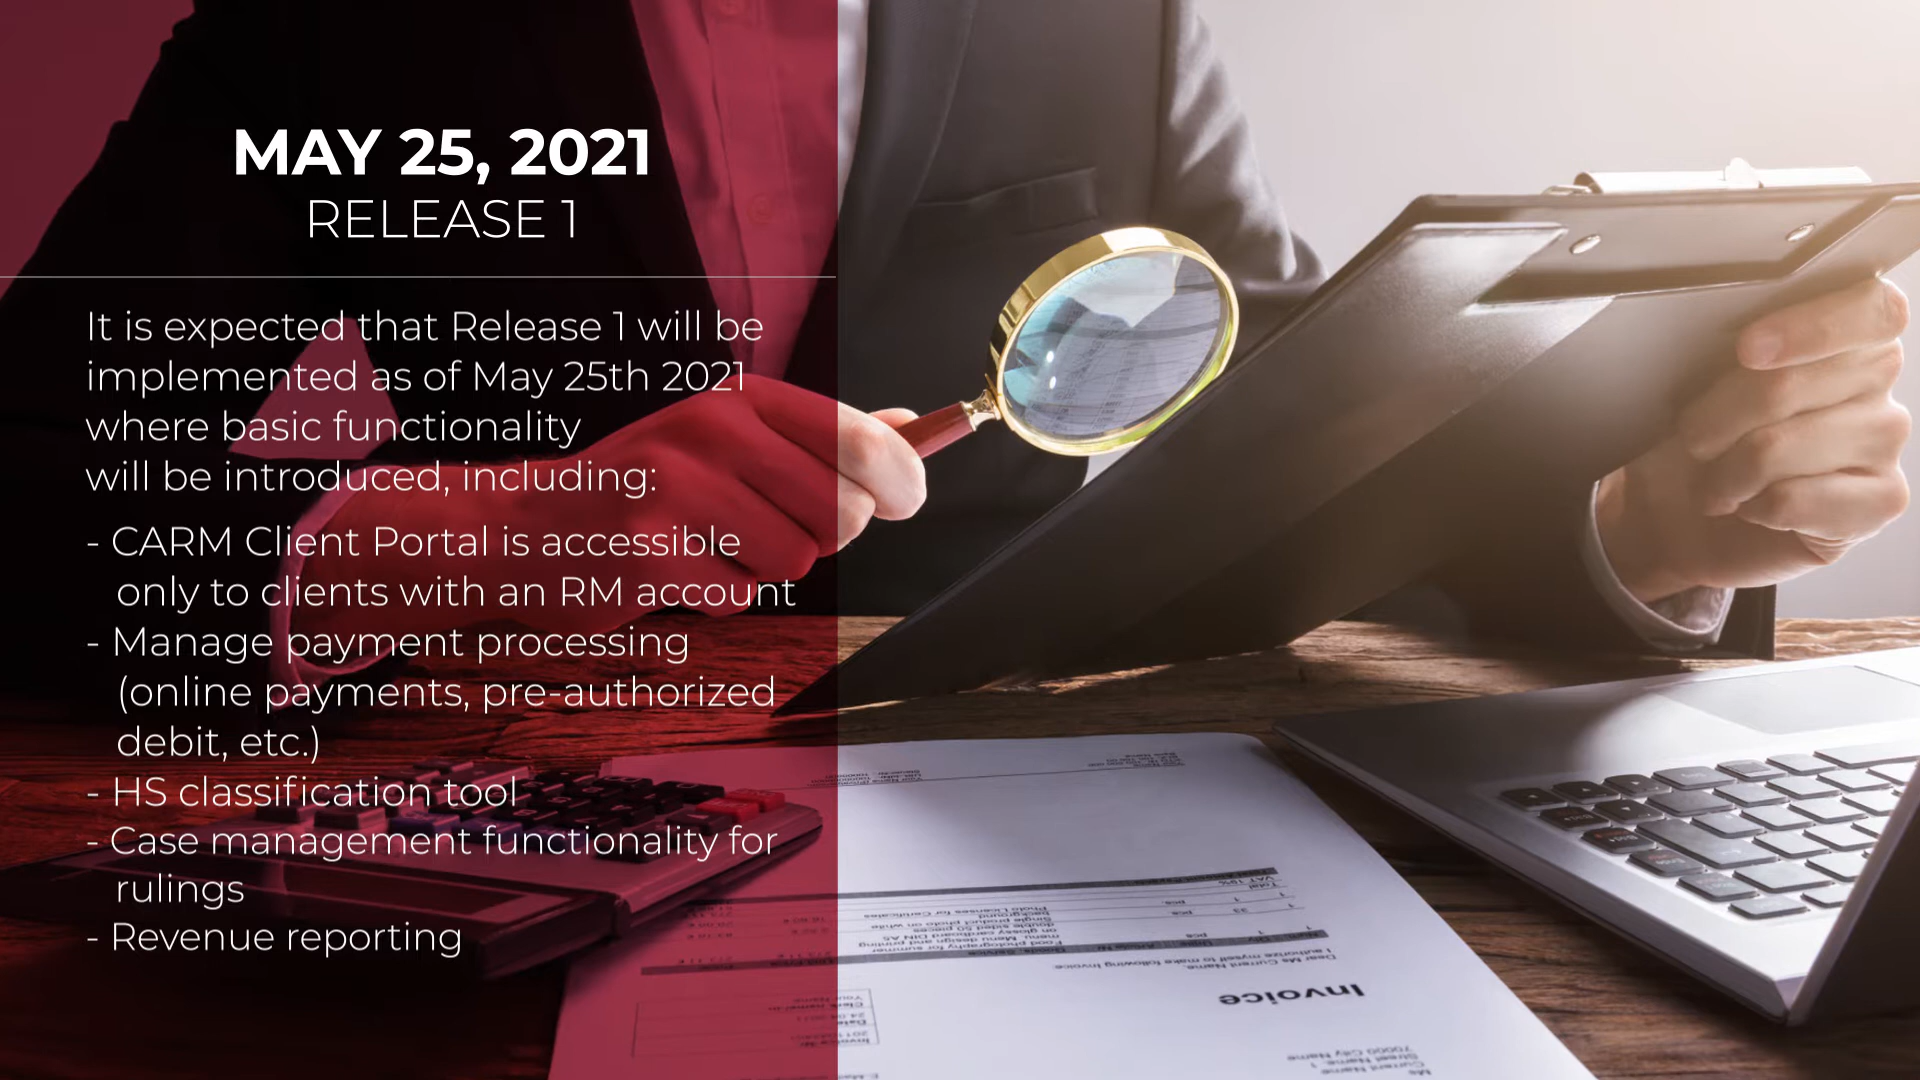 MAY 25, 2021
RELEASE 1
It is expected that Release 1 will be
implemented as of May 25th 2021
where basic functionality
will be introduced, including:
- CARM Client Portal is accessible
only to clients with an RM account
- Manage payment processing
(online payments, pre-authorized
debit, etc.)
- HS classification tool
- Case management functionality for
rulings
- Revenue reporting
Invoice